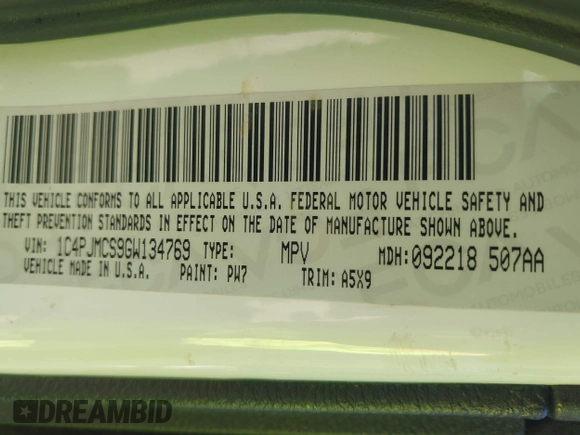 THIS VEHICLE CONFORMS TO ALL APPLICABLE U.S.A. FEDERAL MOTOR VEHICLE SAFETY AND
THEFT PREVENTION STANDARDS IN EFFECT ON THE DATE OF MANUFACTURE SHOWN ABOVE.
VIN: 1C4PJMCS9GW134769 TYPE: MPV MDH: 092218 507AA
VEHICLE MADE IN U.S.A. PAINT: PW7 TRIM: A5X9
DREAMBID